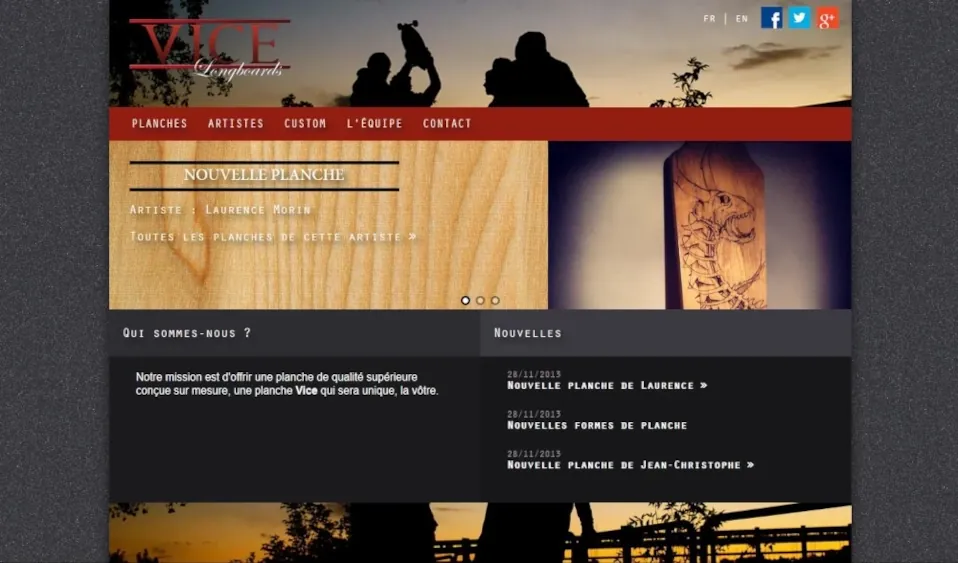 VICE
Longboards
FR | EN
PLANCHES ARTISTES CUSTOM L'ÉQUIPE CONTACT
NOUVELLE PLANCHE
Artiste : Laurence Morin
Toutes les planches de cette artiste »
Qui sommes-nous ?
Notre mission est d'offrir une planche de qualité supérieure
conçue sur mesure, une planche Vice qui sera unique, la vôtre.
Nouvelles
28/11/2013
Nouvelle planche de Laurence »
28/11/2013
Nouvelles formes de planche
28/11/2013
Nouvelle planche de Jean-Christophe »